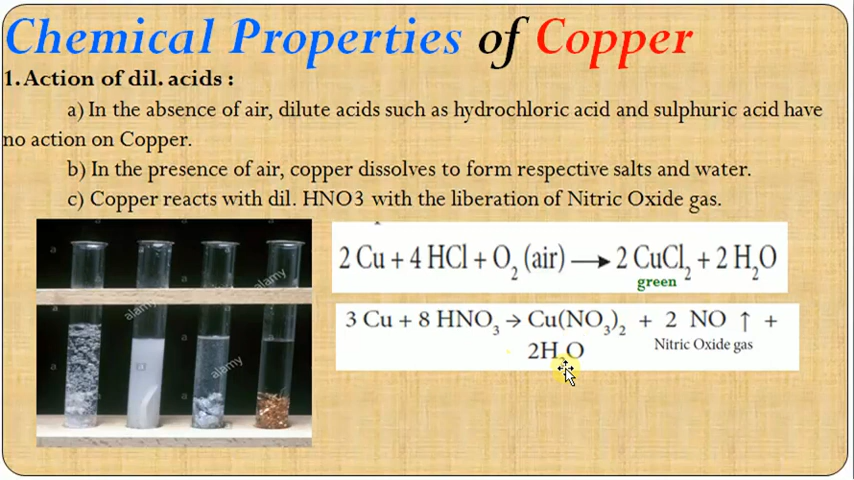 Chemical Properties of Copper
1. Action of dil. acids :
a) In the absence of air, dilute acids such as hydrochloric acid and sulphuric acid have
no action on Copper.
b) In the presence of air, copper dissolves to form respective salts and water.
c) Copper reacts with dil. HNO3 with the liberation of Nitric Oxide gas.
2 Cu + 4 HCl + O₂ (air) → 2 CuCl₂ + 2 H₂O
green
3 Cu + 8 HNO₃ → Cu(NO₃)₂ + 2 NO ↑ +
Nitric Oxide gas
2H₂O
a
a
alamy
alamy
a
a
alamy
a